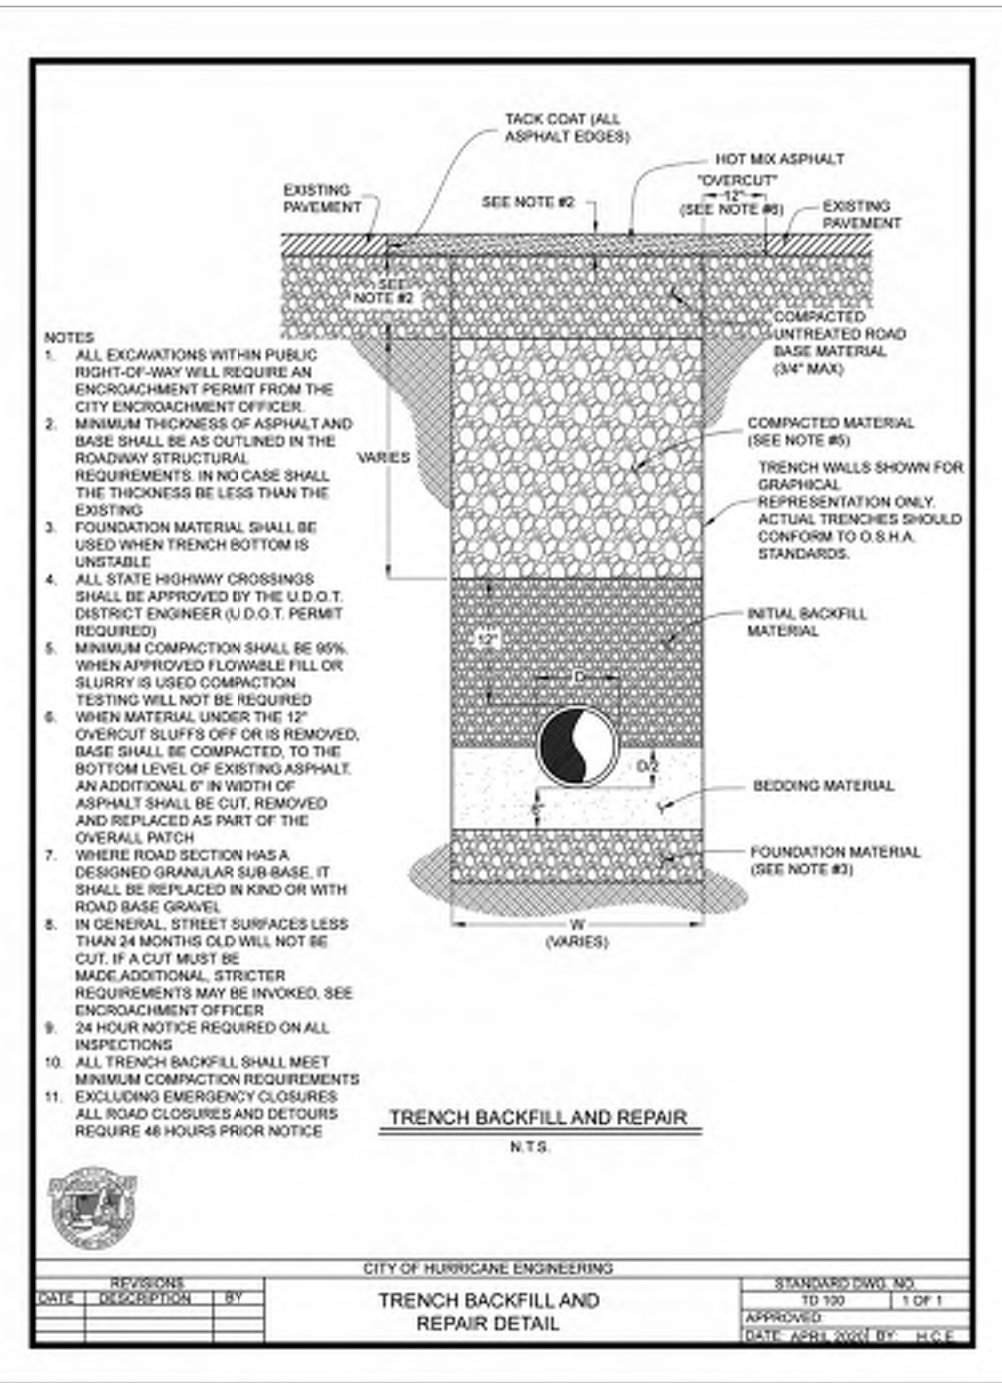 TACK COAT (ALL
ASPHALT EDGES)
HOT MIX ASPHALT
"OVERCUT"
12"
(SEE NOTE #6)
EXISTING
PAVEMENT
SEE NOTE #2
EXISTING
PAVEMENT
SEE
NOTE #2
COMPACTED
UNTREATED ROAD
BASE MATERIAL
(3/4" MAX)
COMPACTED MATERIAL
(SEE NOTE #5)
VARIES
TRENCH WALLS SHOWN FOR
GRAPHICAL
REPRESENTATION ONLY.
ACTUAL TRENCHES SHOULD
CONFORM TO O.S.H.A.
STANDARDS.
INITIAL BACKFILL
MATERIAL
12"
D
D/2
BEDDING MATERIAL
6"
FOUNDATION MATERIAL
(SEE NOTE #3)
W
(VARIES)
NOTES
1. ALL EXCAVATIONS WITHIN PUBLIC
RIGHT-OF-WAY WILL REQUIRE AN
ENCROACHMENT PERMIT FROM THE
CITY ENCROACHMENT OFFICER.
2. MINIMUM THICKNESS OF ASPHALT AND
BASE SHALL BE AS OUTLINED IN THE
ROADWAY STRUCTURAL
REQUIREMENTS. IN NO CASE SHALL
THE THICKNESS BE LESS THAN THE
EXISTING
3. FOUNDATION MATERIAL SHALL BE
USED WHEN TRENCH BOTTOM IS
UNSTABLE
4. ALL STATE HIGHWAY CROSSINGS
SHALL BE APPROVED BY THE U.D.O.T.
DISTRICT ENGINEER (U.D.O.T. PERMIT
REQUIRED)
5. MINIMUM COMPACTION SHALL BE 95%.
WHEN APPROVED FLOWABLE FILL OR
SLURRY IS USED COMPACTION
TESTING WILL NOT BE REQUIRED
6. WHEN MATERIAL UNDER THE 12"
OVERCUT SLUFFS OFF OR IS REMOVED,
BASE SHALL BE COMPACTED, TO THE
BOTTOM LEVEL OF EXISTING ASPHALT.
AN ADDITIONAL 6" IN WIDTH OF
ASPHALT SHALL BE CUT, REMOVED
AND REPLACED AS PART OF THE
OVERALL PATCH
7. WHERE ROAD SECTION HAS A
DESIGNED GRANULAR SUB-BASE, IT
SHALL BE REPLACED IN KIND OR WITH
ROAD BASE GRAVEL
8. IN GENERAL, STREET SURFACES LESS
THAN 24 MONTHS OLD WILL NOT BE
CUT. IF A CUT MUST BE
MADE,ADDITIONAL, STRICTER
REQUIREMENTS MAY BE INVOKED, SEE
ENCROACHMENT OFFICER
9. 24 HOUR NOTICE REQUIRED ON ALL
INSPECTIONS
10. ALL TRENCH BACKFILL SHALL MEET
MINIMUM COMPACTION REQUIREMENTS
11. EXCLUDING EMERGENCY CLOSURES
ALL ROAD CLOSURES AND DETOURS
REQUIRE 48 HOURS PRIOR NOTICE
TRENCH BACKFILL AND REPAIR
N.T.S.
CITY OF HURRICANE ENGINEERING
REVISIONS
DATE DESCRIPTION BY
TRENCH BACKFILL AND
REPAIR DETAIL
STANDARD DWG. NO.
TD 100 1 OF 1
APPROVED:
DATE: APRIL 2020 BY: H.C.E.